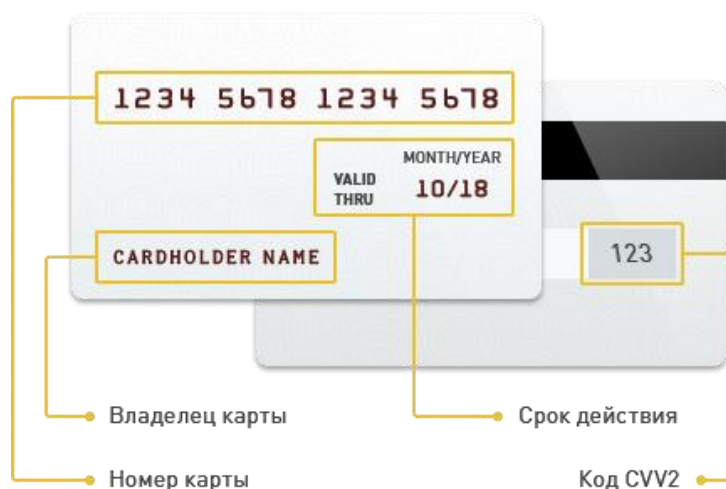 1234 5678 1234 5678
MONTH/YEAR
VALID THRU 10/18
CARDHOLDER NAME
123
Владелец карты
Срок действия
Номер карты
Код CVV2